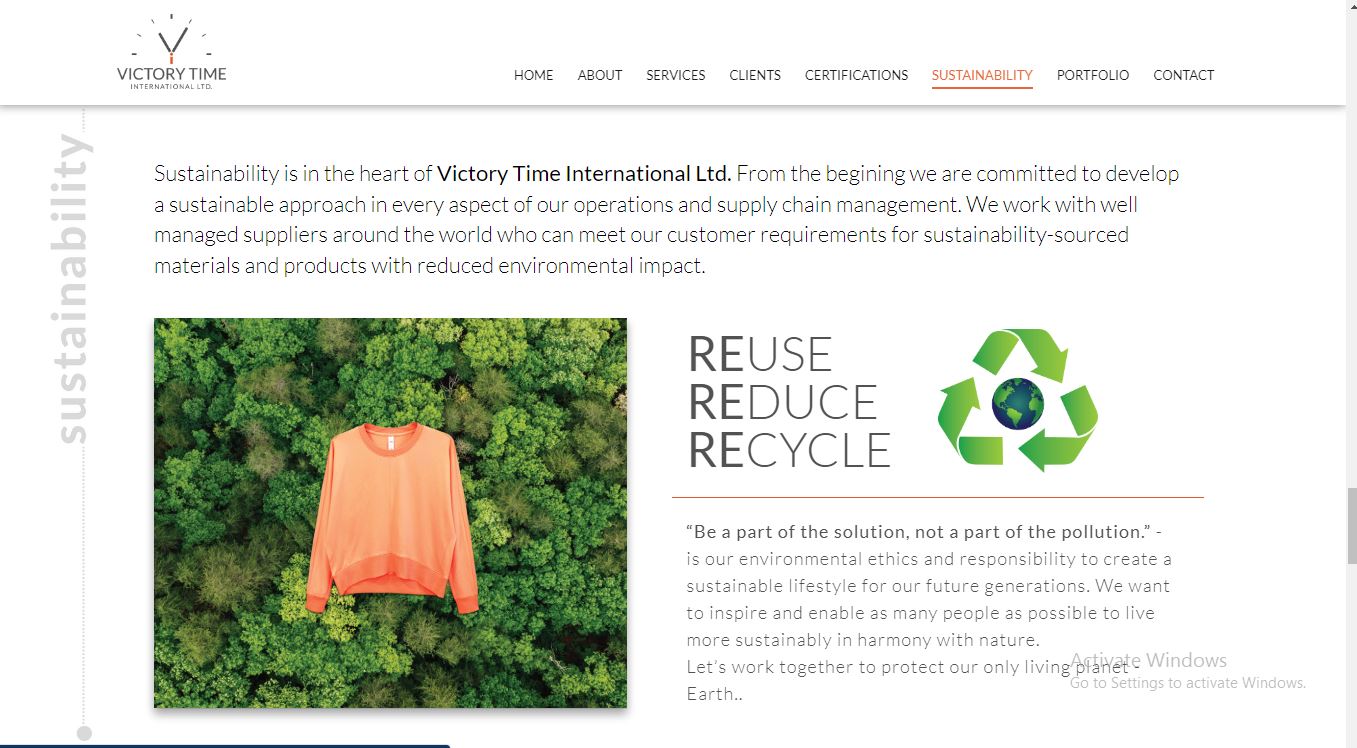 VICTORY TIME
INTERNATIONAL LTD.
HOME ABOUT SERVICES CLIENTS CERTIFICATIONS SUSTAINABILITY PORTFOLIO CONTACT
sustainability
Sustainability is in the heart of Victory Time International Ltd. From the begining we are committed to develop
a sustainable approach in every aspect of our operations and supply chain management. We work with well
managed suppliers around the world who can meet our customer requirements for sustainability-sourced
materials and products with reduced environmental impact.
REUSE
REDUCE
RECYCLE
“Be a part of the solution, not a part of the pollution.” -
is our environmental ethics and responsibility to create a
sustainable lifestyle for our future generations. We want
to inspire and enable as many people as possible to live
more sustainably in harmony with nature.
Let’s work together to protect our only living planet -
Earth..
Activate Windows
Go to Settings to activate Windows.